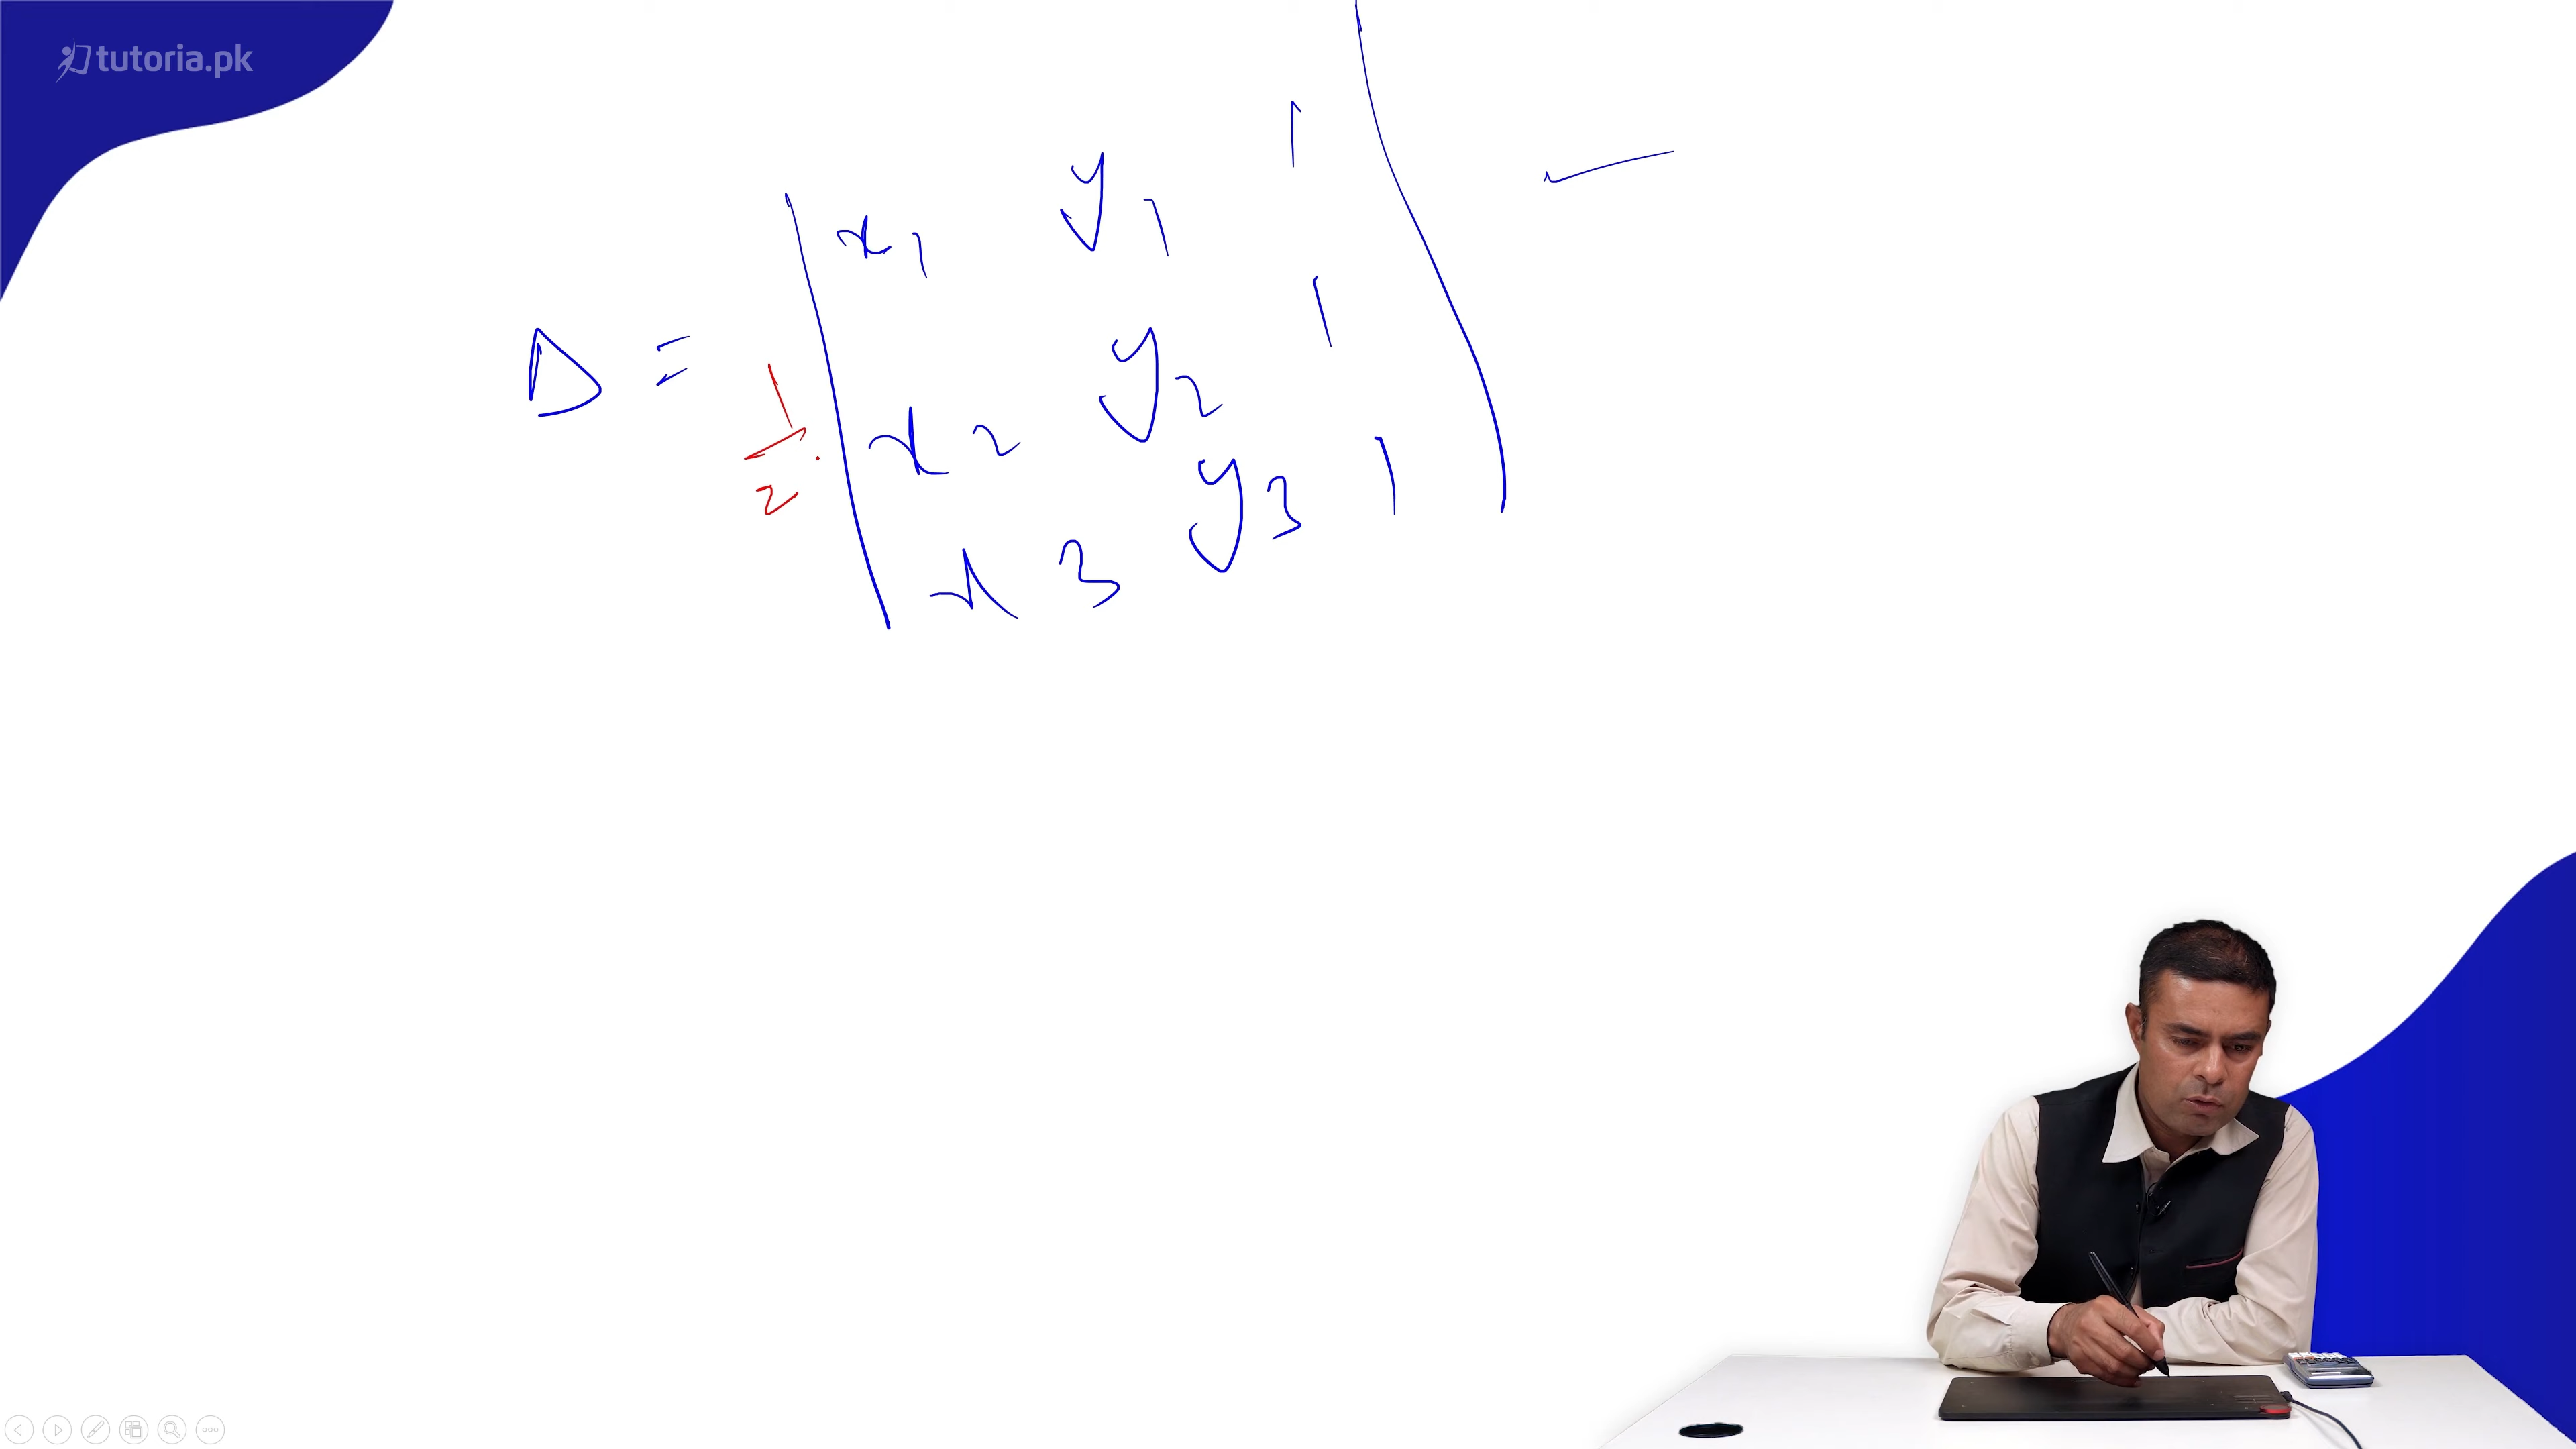 tutoria.pk
x1 y1 1
Δ = 1/2 x2 y2 1
x3 y3 1